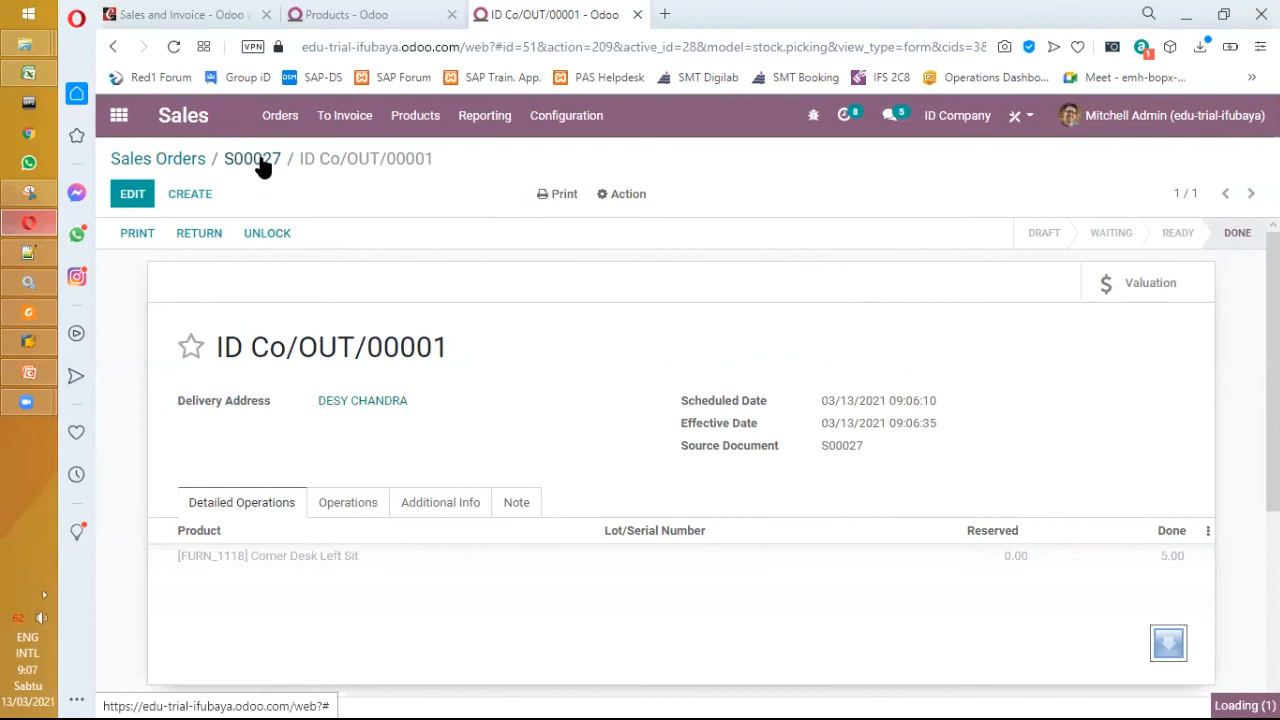 Sales and Invoice - Odoo
Products - Odoo
ID Co/OUT/00001 - Odoo
VPN
edu-trial-ifubaya.odoo.com/web?#id=51&action=209&active_id=28&model=stock.picking&view_type=form&cids=3&
1
Red1 Forum
Group iD
DSM
SAP-DS
SAP Forum
SAP Train. App.
PAS Helpdesk
SMT Digilab
SMT Booking
IFS 2C8
Operations Dashbo...
Meet - emh-bopx-...
Sales
Orders
To Invoice
Products
Reporting
Configuration
8
5
ID Company
Mitchell Admin (edu-trial-ifubaya)
Sales Orders / S00027 / ID Co/OUT/00001
EDIT
CREATE
Print
Action
1 / 1
PRINT
RETURN
UNLOCK
DRAFT
WAITING
READY
DONE
Valuation
ID Co/OUT/00001
Delivery Address
DESY CHANDRA
Scheduled Date
03/13/2021 09:06:10
Effective Date
03/13/2021 09:06:35
Source Document
S00027
Detailed Operations
Operations
Additional Info
Note
Product
Lot/Serial Number
Reserved
Done
[FURN_1118] Corner Desk Left Sit
0.00
5.00
62
ENG
INTL
9:07
Sabtu
13/03/2021
https://edu-trial-ifubaya.odoo.com/web?#
Loading (1)